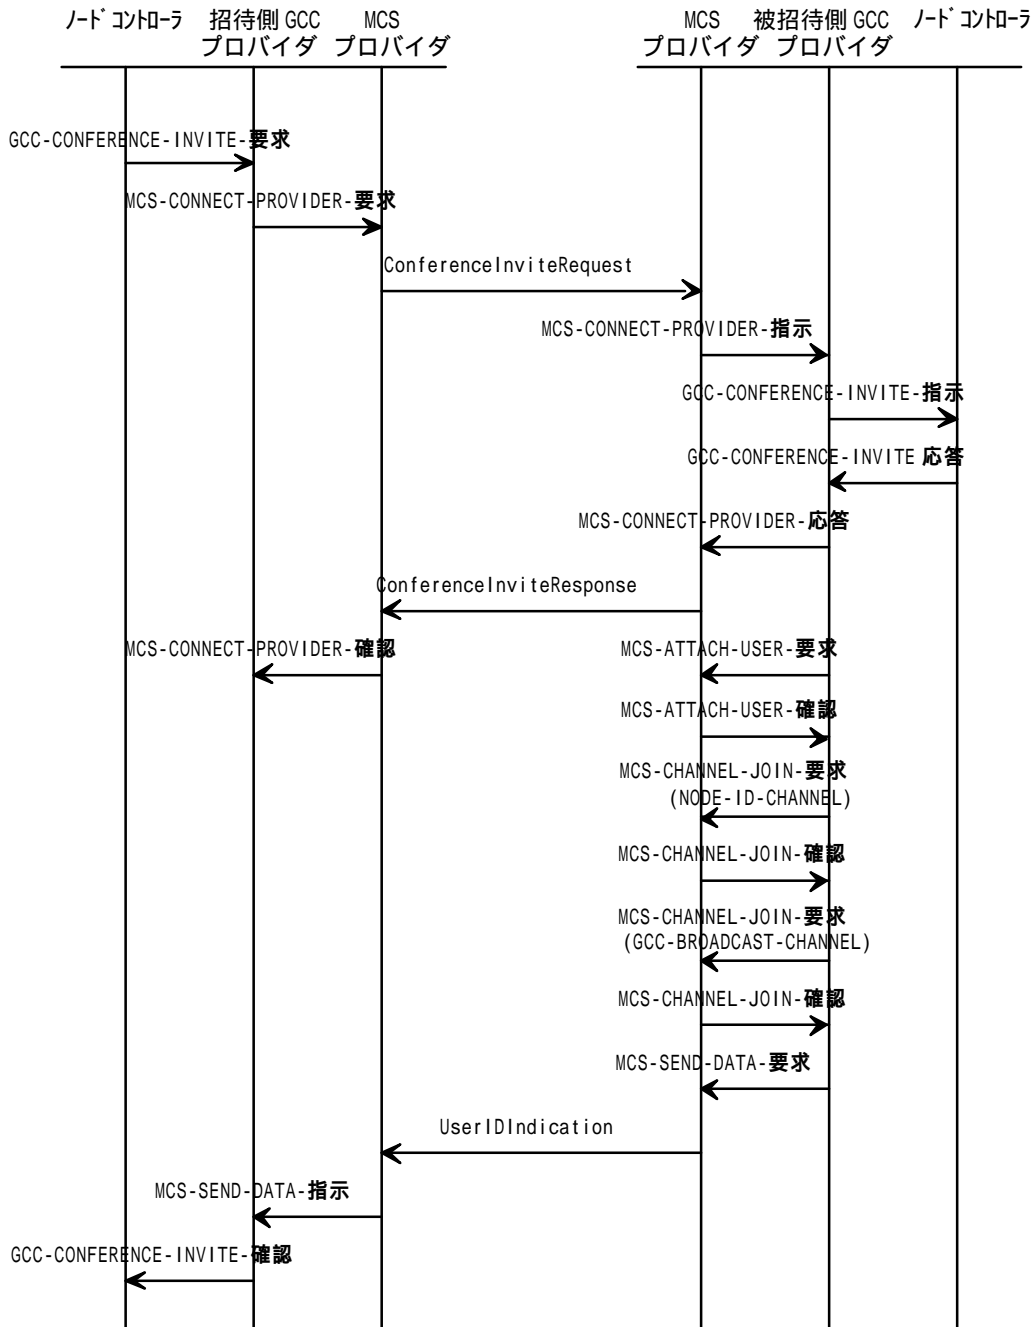 ﾉｰﾄﾞｺﾝﾄﾛｰﾗ 招待側 GCC MCS MCS 被招待側 GCC ﾉｰﾄﾞｺﾝﾄﾛｰﾗ
プロバイダ プロバイダ プロバイダ プロバイダ
GCC-CONFERENCE-INVITE-要求
MCS-CONNECT-PROVIDER-要求
ConferenceInviteRequest
MCS-CONNECT-PROVIDER-指示
GCC-CONFERENCE-INVITE-指示
GCC-CONFERENCE-INVITE 応答
MCS-CONNECT-PROVIDER-応答
ConferenceInviteResponse
MCS-CONNECT-PROVIDER-確認 MCS-ATTACH-USER-要求
MCS-ATTACH-USER-確認
MCS-CHANNEL-JOIN-要求
(NODE-ID-CHANNEL)
MCS-CHANNEL-JOIN-確認
MCS-CHANNEL-JOIN-要求
(GCC-BROADCAST-CHANNEL)
MCS-CHANNEL-JOIN-確認
MCS-SEND-DATA-要求
UserIDIndication
MCS-SEND-DATA-指示
GCC-CONFERENCE-INVITE-確認